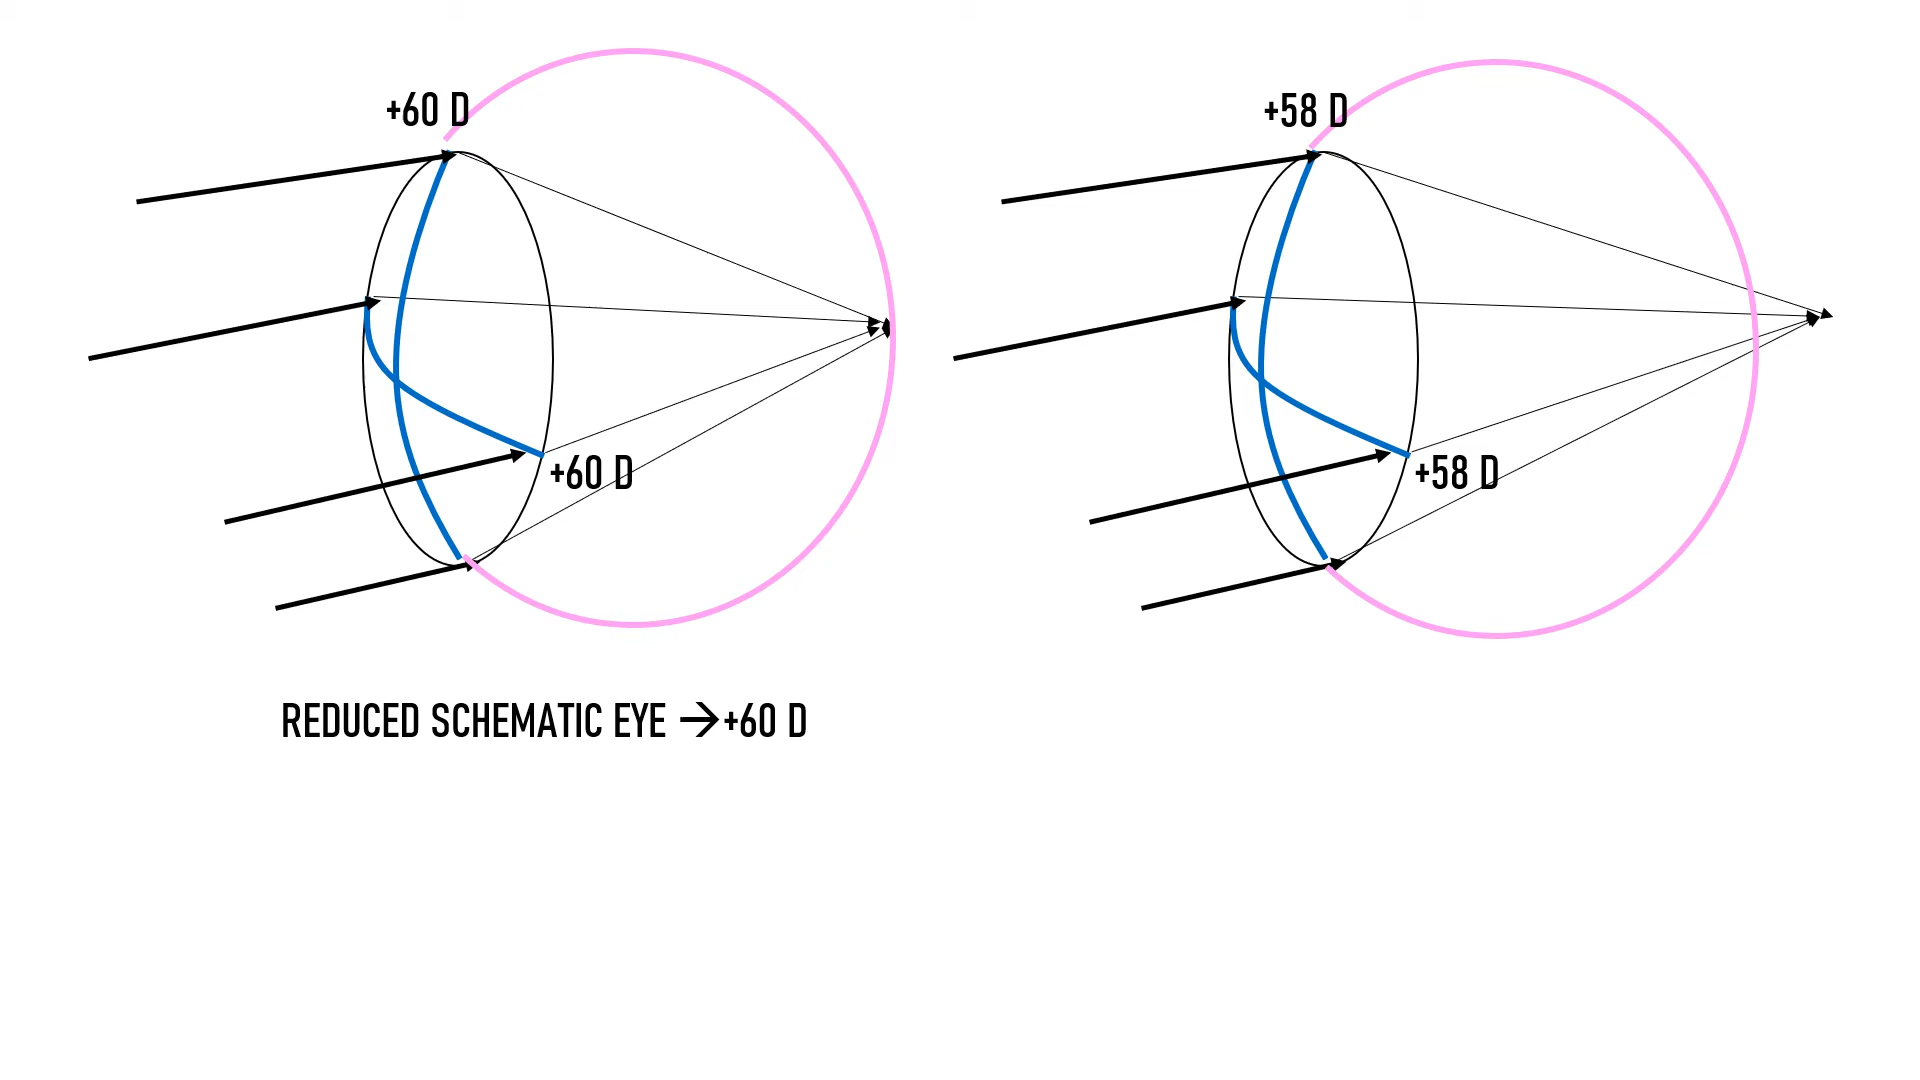 +60 D
+58 D
+60 D
+58 D
REDUCED SCHEMATIC EYE →+60 D